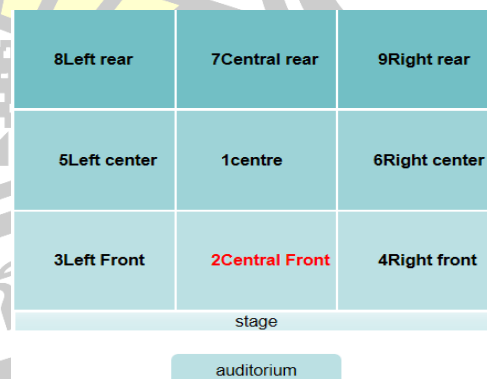 8Left rear 7Central rear 9Right rear
5Left center 1centre 6Right center
3Left Front 2Central Front 4Right front
stage
auditorium